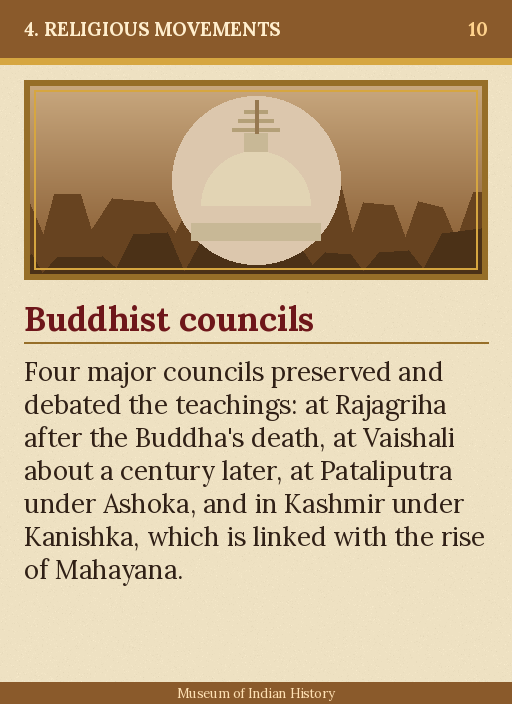 4. RELIGIOUS MOVEMENTS 10
Buddhist councils
Four major councils preserved and
debated the teachings: at Rajagriha
after the Buddha's death, at Vaishali
about a century later, at Pataliputra
under Ashoka, and in Kashmir under
Kanishka, which is linked with the rise
of Mahayana.
Museum of Indian History